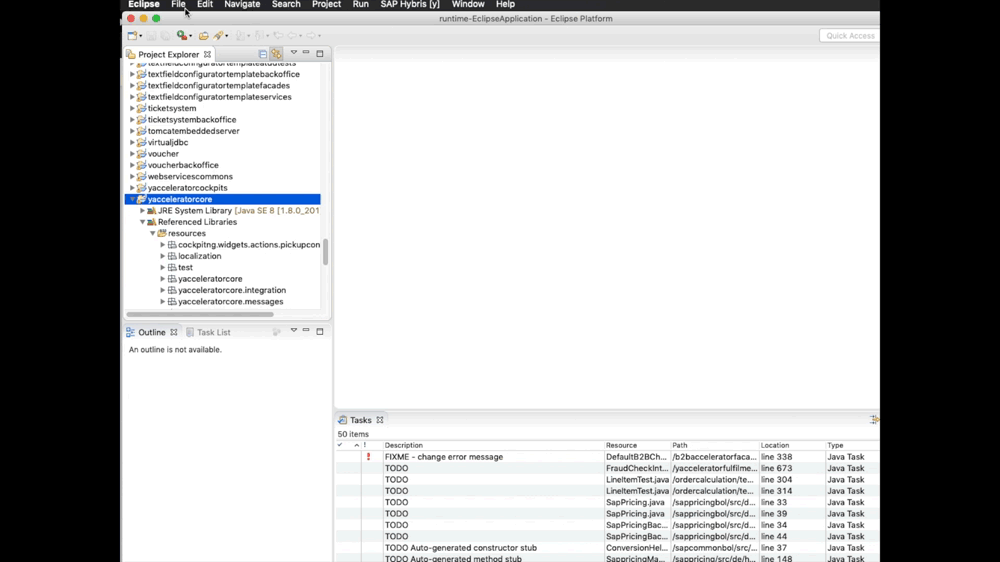 Eclipse File Edit Navigate Search Project Run SAP Hybris [y] Window Help
runtime-EclipseApplication - Eclipse Platform
Quick Access
Project Explorer
textfieldconfiguratortemplatebackoffice
textfieldconfiguratortemplatefacades
textfieldconfiguratortemplateservices
ticketsystem
ticketsystembackoffice
tomcatembeddedserver
virtualjdbc
voucher
voucherbackoffice
webservicescommons
yacceleratorcockpits
yacceleratorcore
JRE System Library [Java SE 8 [1.8.0_201
Referenced Libraries
resources
cockpitng.widgets.actions.pickupcon
localization
test
yacceleratorcore
yacceleratorcore.integration
yacceleratorcore.messages
Outline Task List
An outline is not available.
Tasks
50 items
! Description Resource Path Location Type
! FIXME - change error message DefaultB2BCh... /b2bacceleratorfaca... line 338 Java Task
TODO FraudCheckInt... /yacceleratorfulfilme... line 673 Java Task
TODO LineItemTest.java /ordercalculation/te... line 304 Java Task
TODO LineItemTest.java /ordercalculation/te... line 314 Java Task
TODO SapPricing.java /sappricingbol/src/d... line 33 Java Task
TODO SapPricing.java /sappricingbol/src/d... line 39 Java Task
TODO SapPricingBac... /sappricingbol/src/d... line 34 Java Task
TODO SapPricingBac... /sappricingbol/src/d... line 44 Java Task
TODO Auto-generated constructor stub ConversionHel... /sapcommonbol/src/... line 37 Java Task
TODO Auto-generated method stub SappricingMa... /sappricingbol/src/de/h... line 148 Java Task